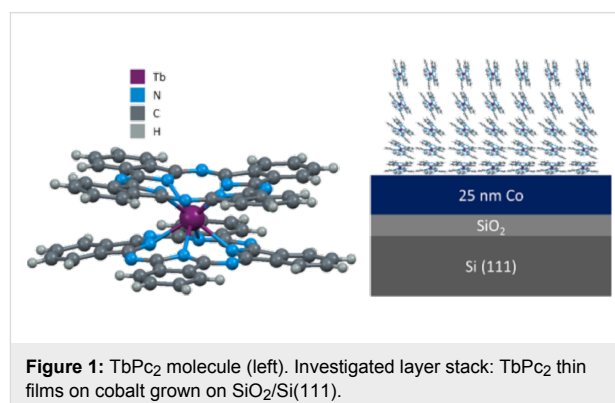 Tb
N
C
H
25 nm Co
SiO₂
Si (111)
Figure 1: TbPc₂ molecule (left). Investigated layer stack: TbPc₂ thin
films on cobalt grown on SiO₂/Si(111).